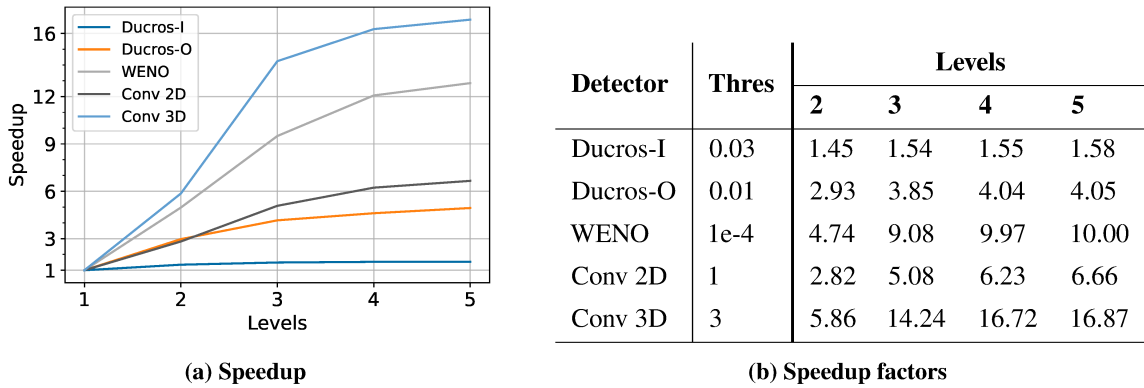 Ducros-I
Ducros-O
WENO
Conv 2D
Conv 3D
16
12
9
6
3
1
Speedup
1 2 3 4 5
Levels
(a) Speedup
Detector Thres Levels
2 3 4 5
Ducros-I 0.03 1.45 1.54 1.55 1.58
Ducros-O 0.01 2.93 3.85 4.04 4.05
WENO 1e-4 4.74 9.08 9.97 10.00
Conv 2D 1 2.82 5.08 6.23 6.66
Conv 3D 3 5.86 14.24 16.72 16.87
(b) Speedup factors